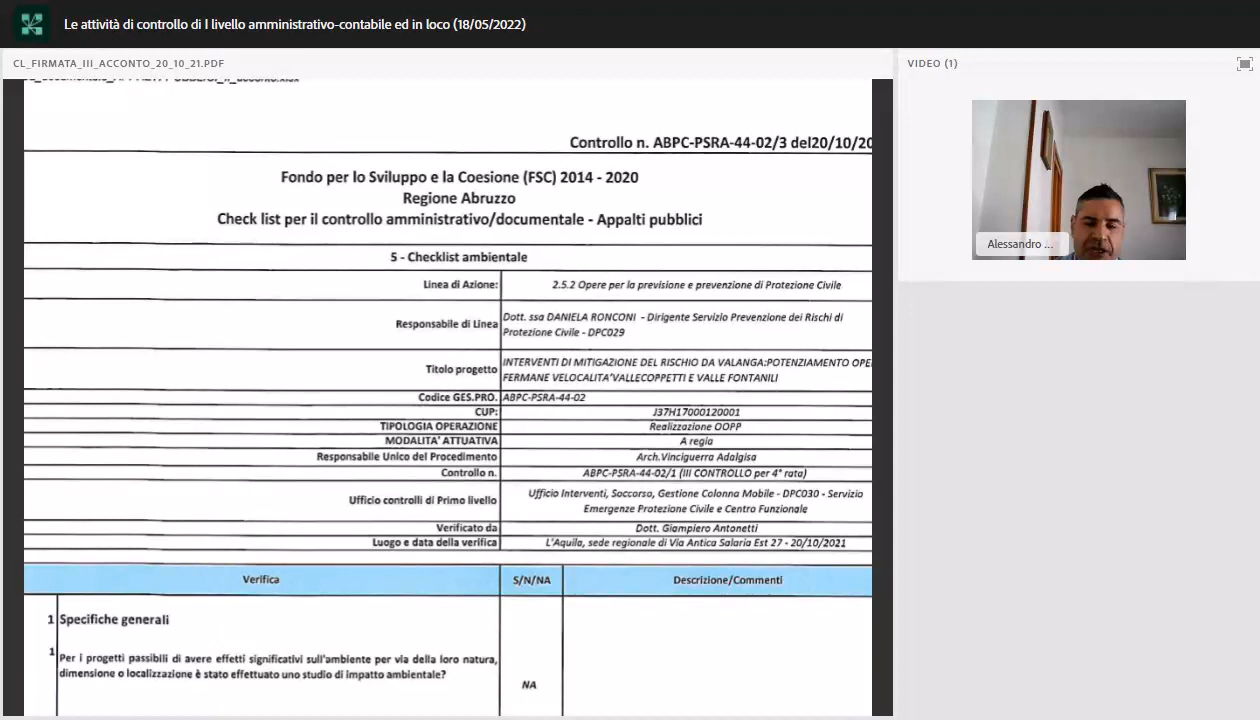 Le attività di controllo di I livello amministrativo-contabile ed in loco (18/05/2022)
CL_FIRMATA_III_ACCONTO_20_10_21.PDF
VIDEO (1)
Alessandro ...
Controllo n. ABPC-PSRA-44-02/3 del20/10/20
Fondo per lo Sviluppo e la Coesione (FSC) 2014 - 2020
Regione Abruzzo
Check list per il controllo amministrativo/documentale - Appalti pubblici
5 - Checklist ambientale
Linea di Azione: 2.5.2 Opere per la previsione e prevenzione di Protezione Civile
Responsabile di Linea Dott. ssa DANIELA RONCONI - Dirigente Servizio Prevenzione dei Rischi di
Protezione Civile - DPC029
Titolo progetto INTERVENTI DI MITIGAZIONE DEL RISCHIO DA VALANGA:POTENZIAMENTO OPE
FERMANE VELOCALITA'VALLECOPPETTI E VALLE FONTANILI
Codice GES.PRO. ABPC-PSRA-44-02
CUP: J37H17000120001
TIPOLOGIA OPERAZIONE Realizzazione OOPP
MODALITA' ATTUATIVA A regia
Responsabile Unico del Procedimento Arch.Vinciguerra Adalgisa
Controllo n. ABPC-PSRA-44-02/1 (III CONTROLLO per 4° rata)
Ufficio controlli di Primo livello Ufficio Interventi, Soccorso, Gestione Colonna Mobile - DPC030 - Servizio
Emergenze Protezione Civile e Centro Funzionale
Verificato da Dott. Giampiero Antonetti
Luogo e data della verifica L'Aquila, sede regionale di Via Antica Salaria Est 27 - 20/10/2021
Verifica S/N/NA Descrizione/Commenti
1 Specifiche generali
1 Per i progetti passibili di avere effetti significativi sull'ambiente per via della loro natura,
dimensione o localizzazione è stato effettuato uno studio di impatto ambientale?
NA